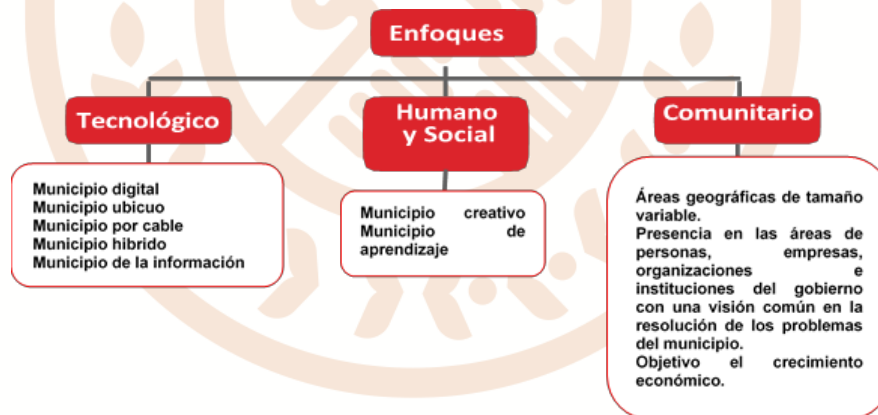 Enfoques
Tecnológico
Municipio digital
Municipio ubicuo
Municipio por cable
Municipio hibrido
Municipio de la información
Humano
y Social
Municipio creativo
Municipio de
aprendizaje
Comunitario
Áreas geográficas de tamaño
variable.
Presencia en las áreas de
personas, empresas,
organizaciones e
instituciones del gobierno
con una visión común en la
resolución de los problemas
del municipio.
Objetivo el crecimiento
económico.